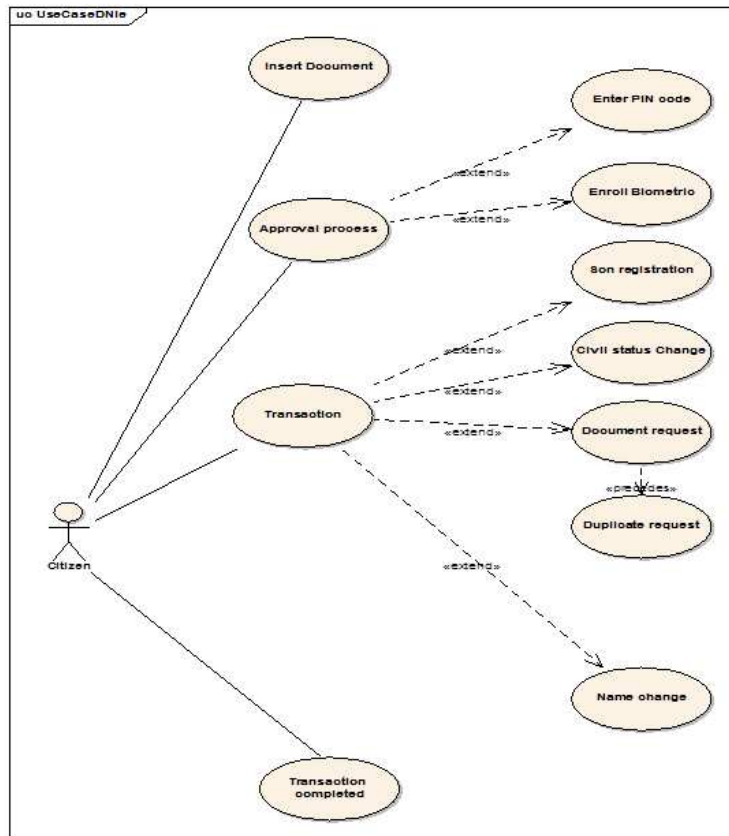 uc UseCaseDNIe
Insert Document
Enter PIN code
«extend»
Enroll Biometric
«extend»
Approval process
Son registration
«extend»
Civil status Change
«extend»
Transaction
Document request
«extend»
«precedes»
Duplicate request
Citizen
«extend»
Name change
Transaction
completed